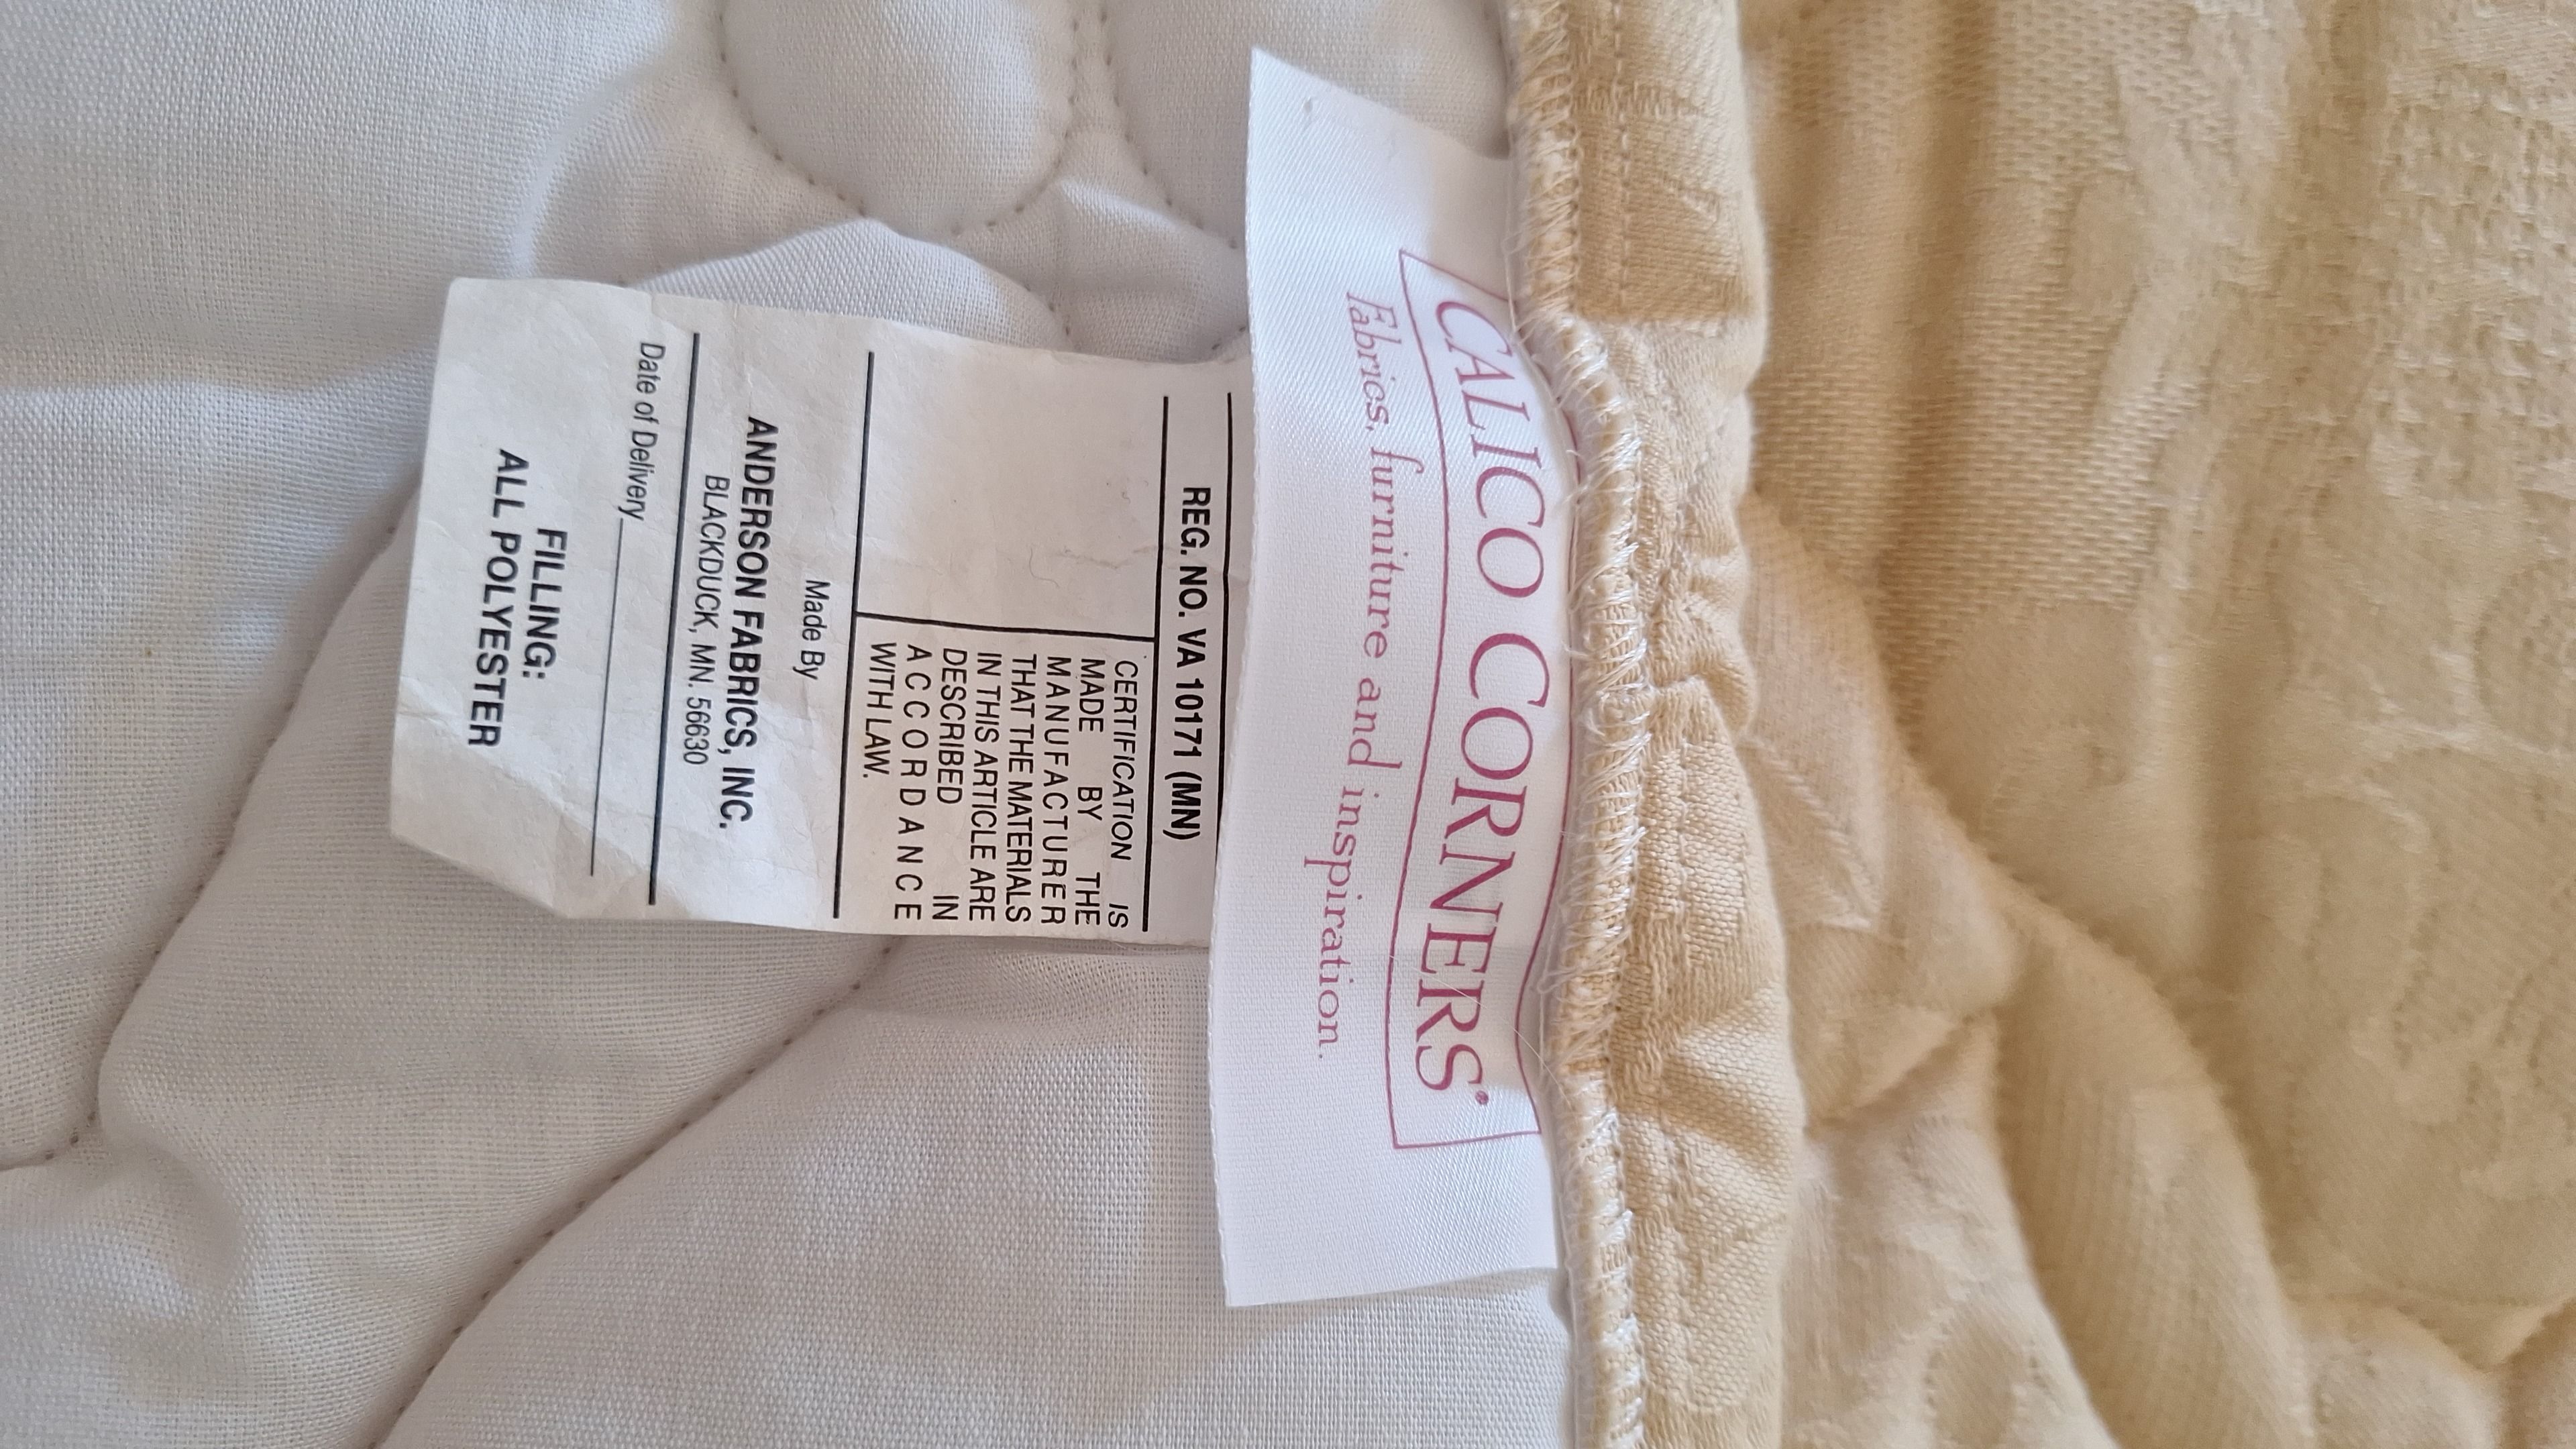 CALICO CORNERS®
Fabrics, furniture and inspiration.
REG. NO. VA 10171 (MN)
CERTIFICATION IS
MADE BY THE
MANUFACTURER
THAT THE MATERIALS
IN THIS ARTICLE ARE
DESCRIBED IN
ACCORDANCE
WITH LAW.
Made By
ANDERSON FABRICS, INC.
BLACKDUCK, MN. 56630
Date of Delivery
FILLING:
ALL POLYESTER